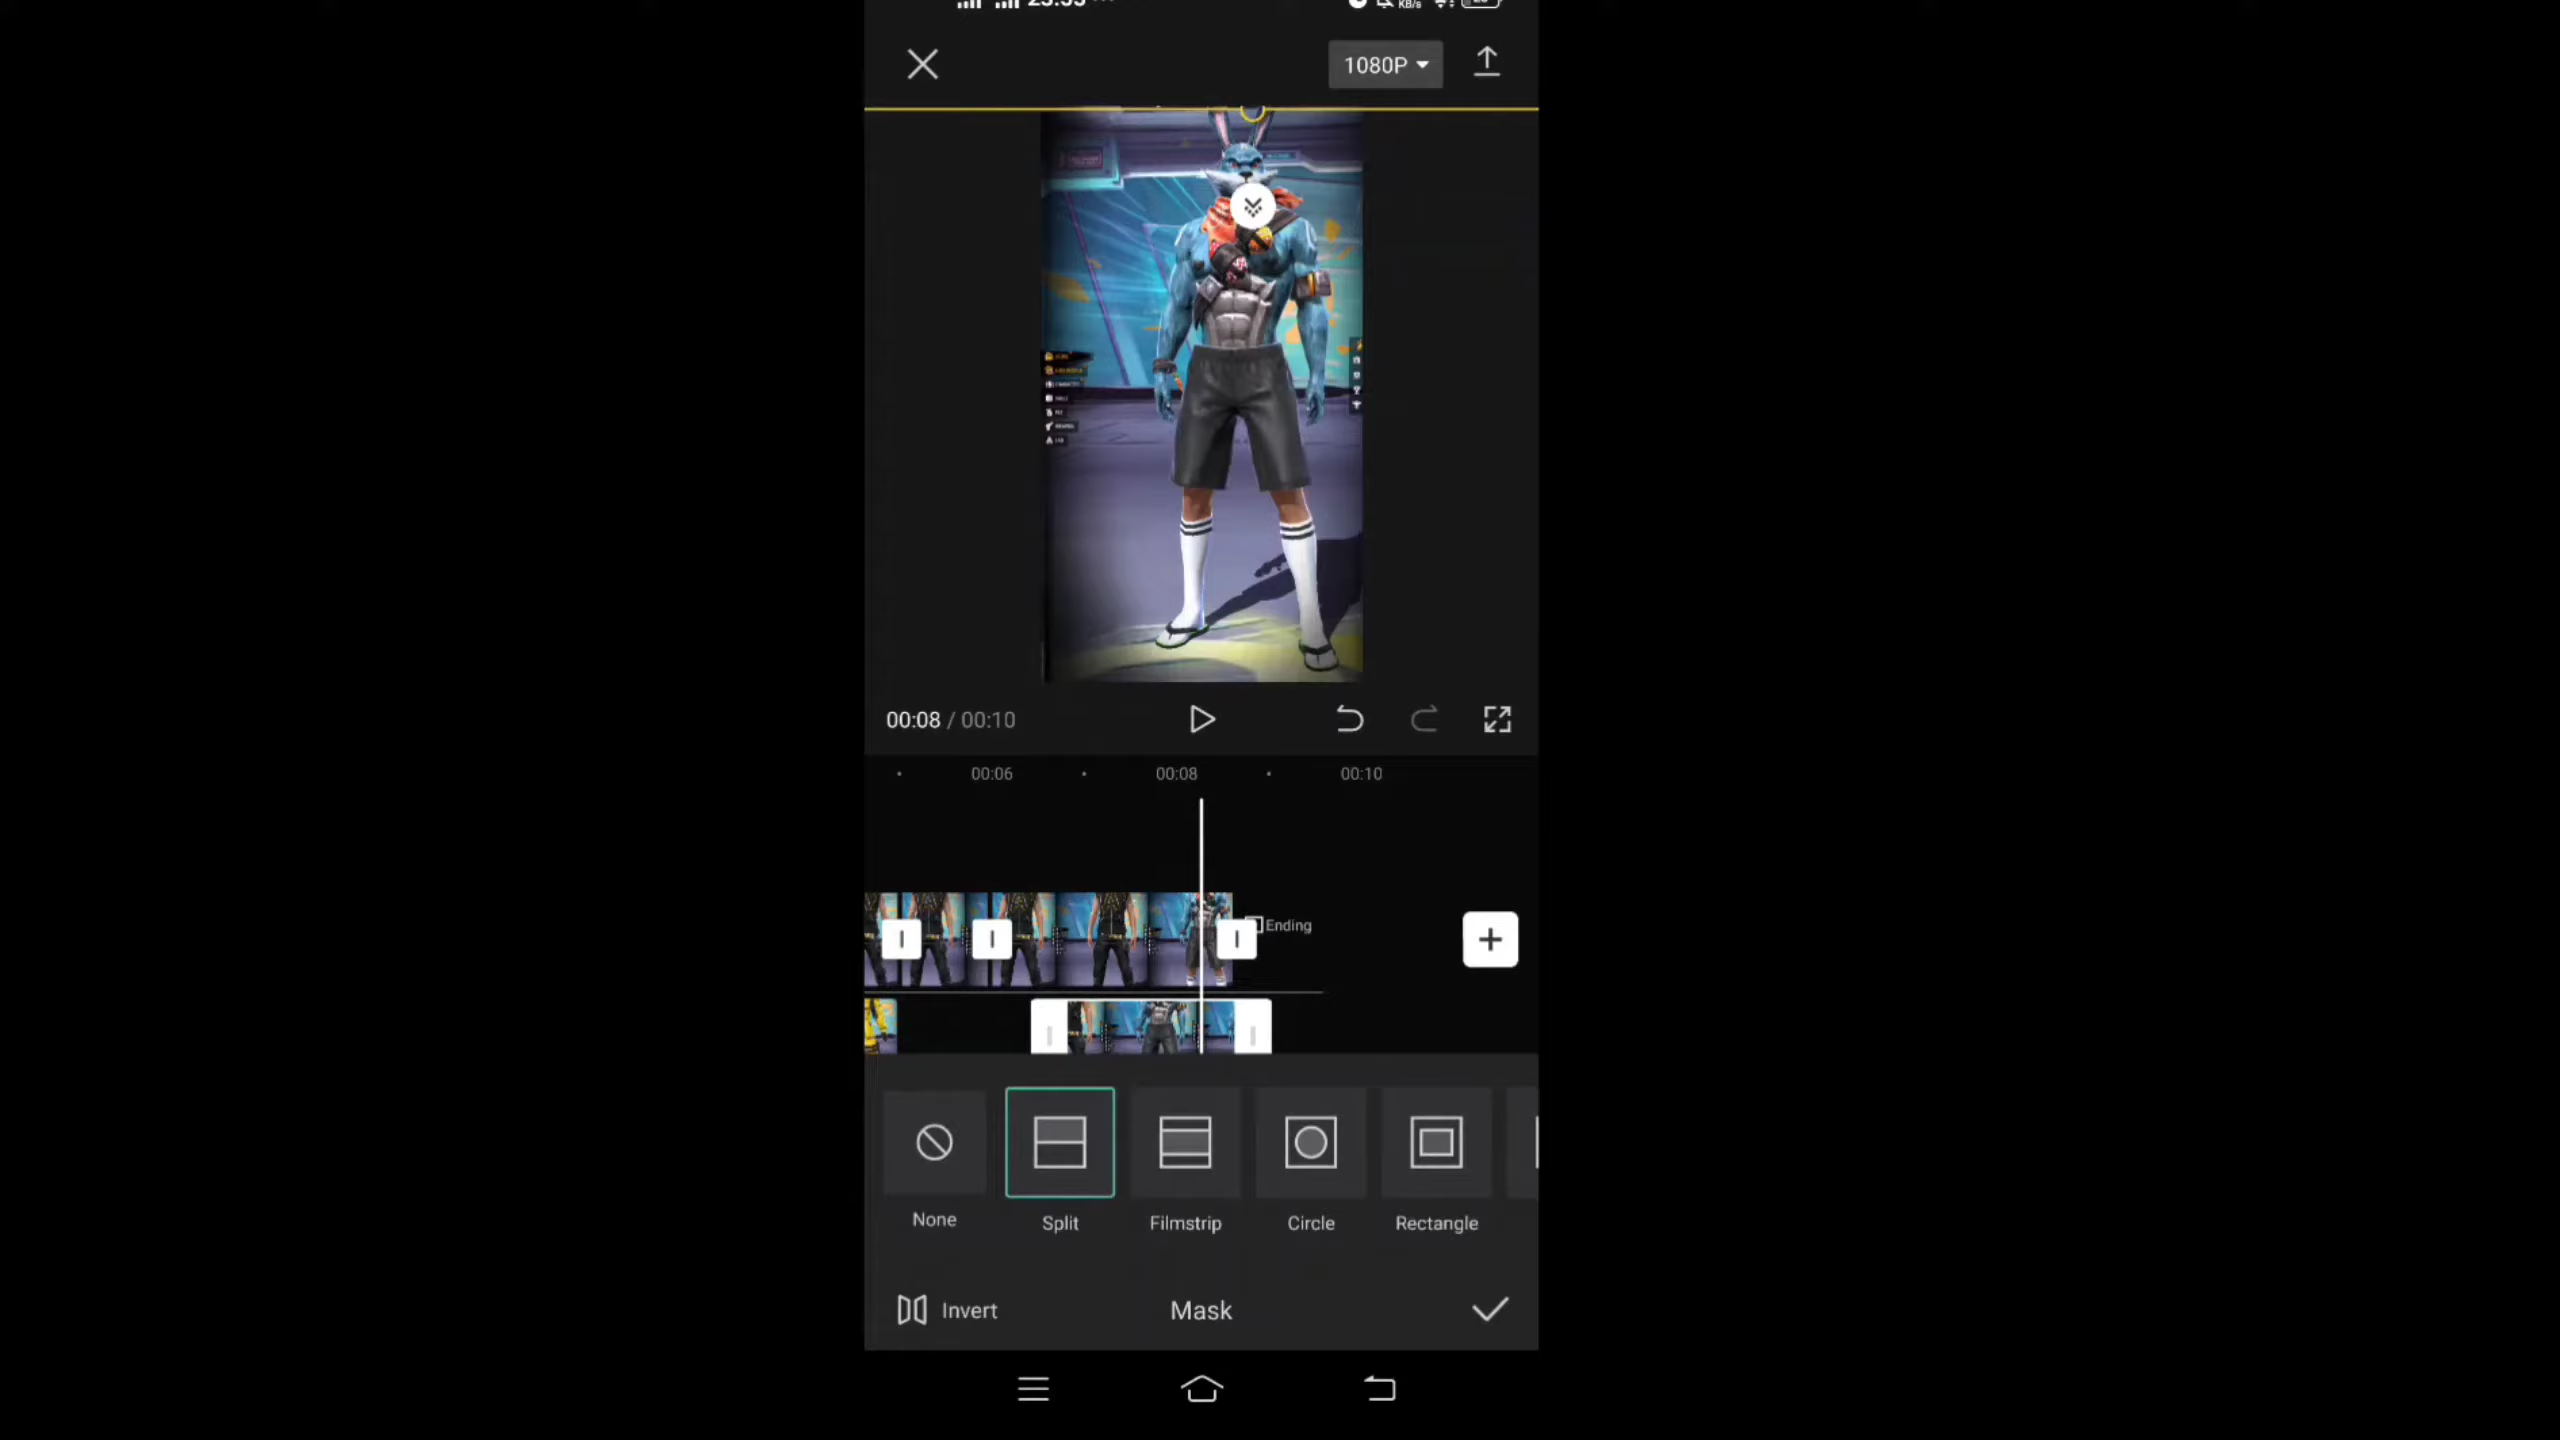 1080P
00:08 / 00:10
00:06
00:08
00:10
Ending
None
Split
Filmstrip
Circle
Rectangle
Invert
Mask